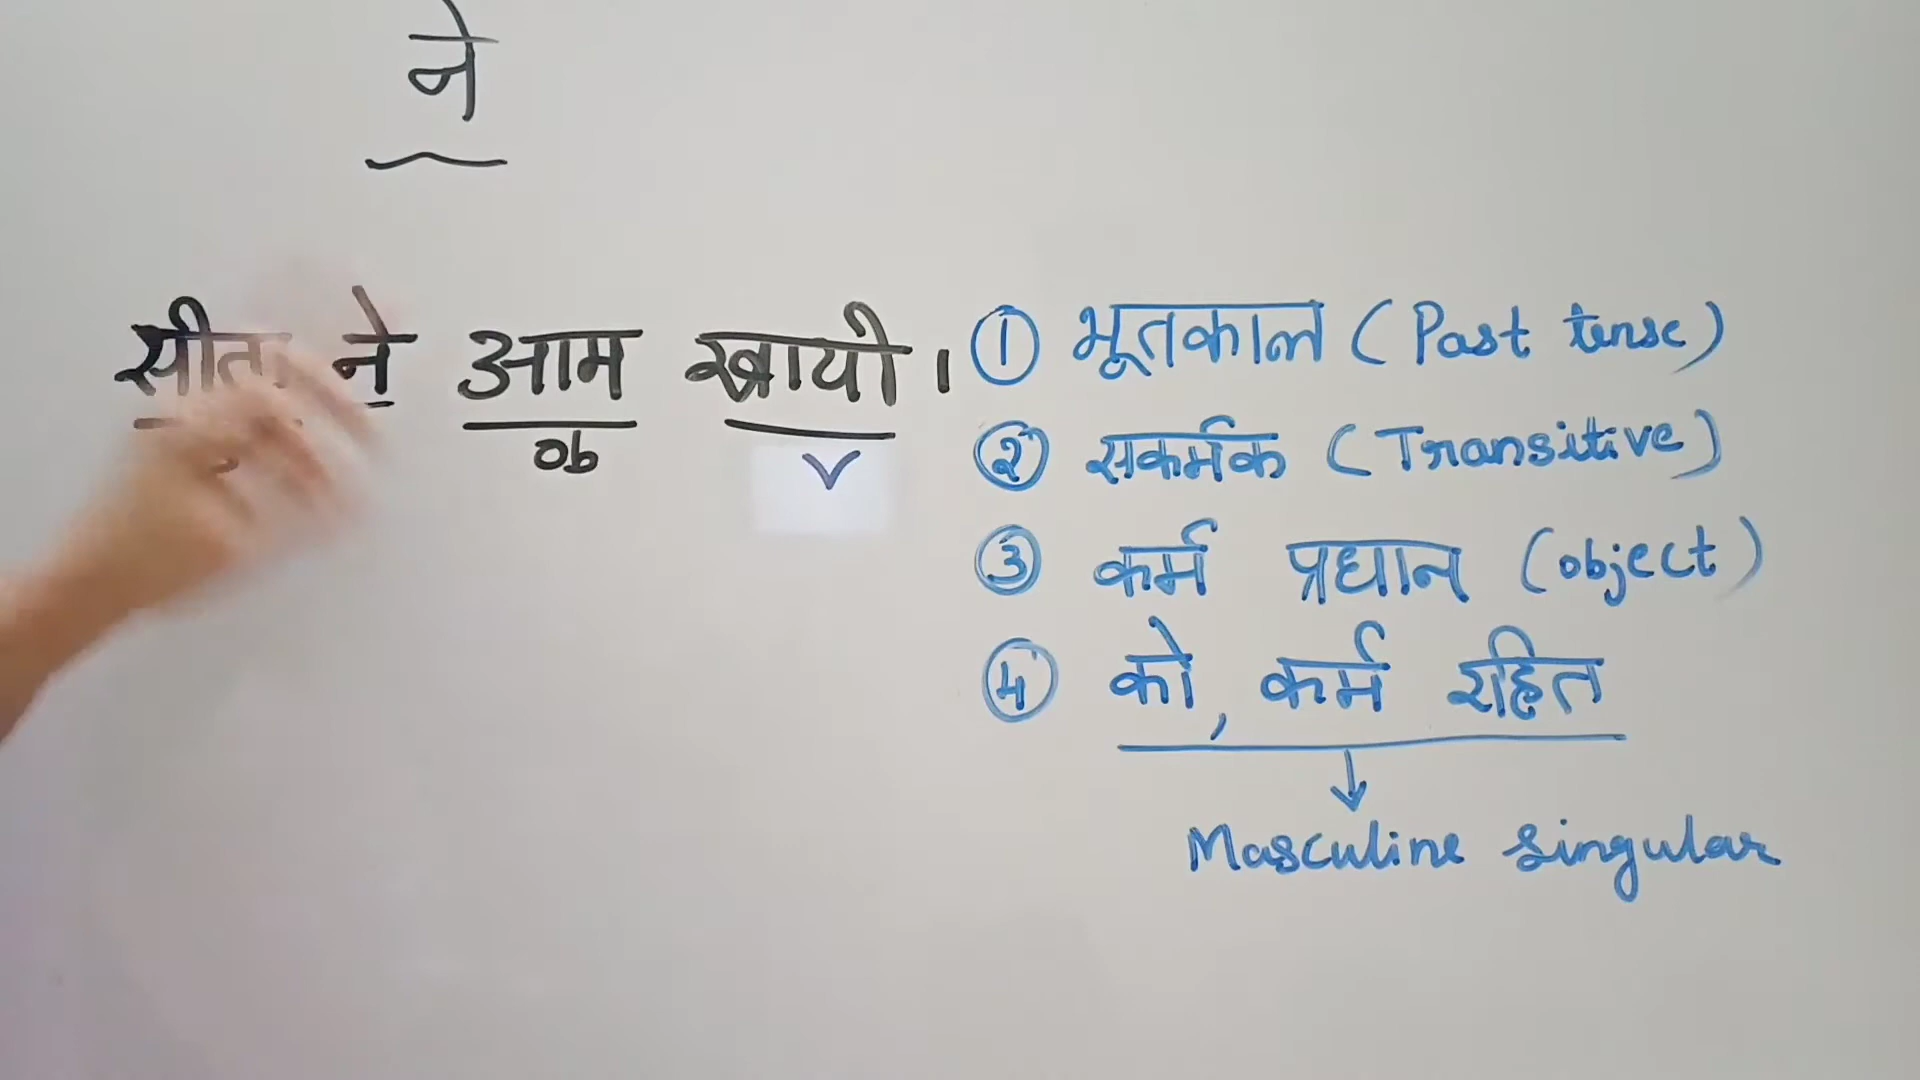 ने
सीता ने आम खायी ।
ob
V
① भूतकाल ( Past tense )
② सकर्मक ( Transitive )
③ कर्म प्रधान ( object )
④ को , कर्म रहित
↓
Masculine singular